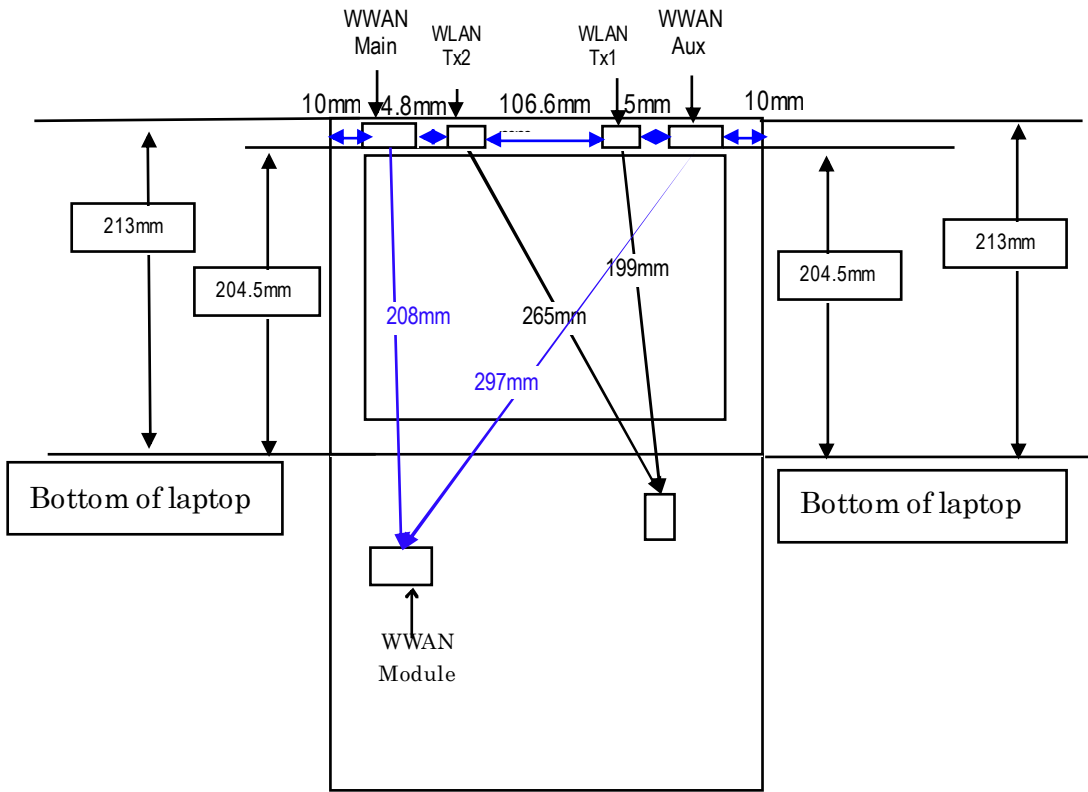 WWAN
Main
WLAN
Tx2
WLAN
Tx1
WWAN
Aux
10mm
4.8mm
106.6mm
5mm
10mm
213mm
204.5mm
208mm
265mm
199mm
297mm
204.5mm
213mm
Bottom of laptop
Bottom of laptop
WWAN
Module